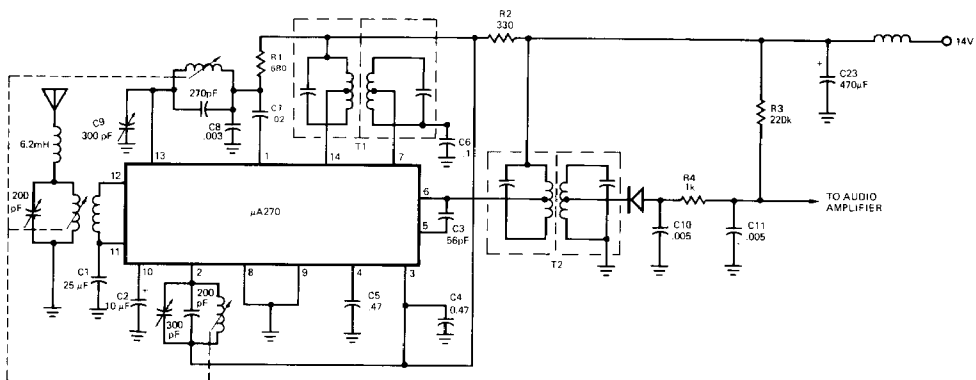 R2
330
14V
R1
680
C23
470μF
270pF
R3
220k
C9
300 pF
C8
.003
C7
.02
T1
C6
.1
6.2mH
13
1
14
7
12
6
R4
1k
200
pF
μA270
5
C3
56pF
TO AUDIO
AMPLIFIER
C10
.005
C11
.005
T2
11
10
2
8
9
4
3
C1
25 μF
C2
10 μF
200
pF
300
pF
C5
.47
C4
0.47